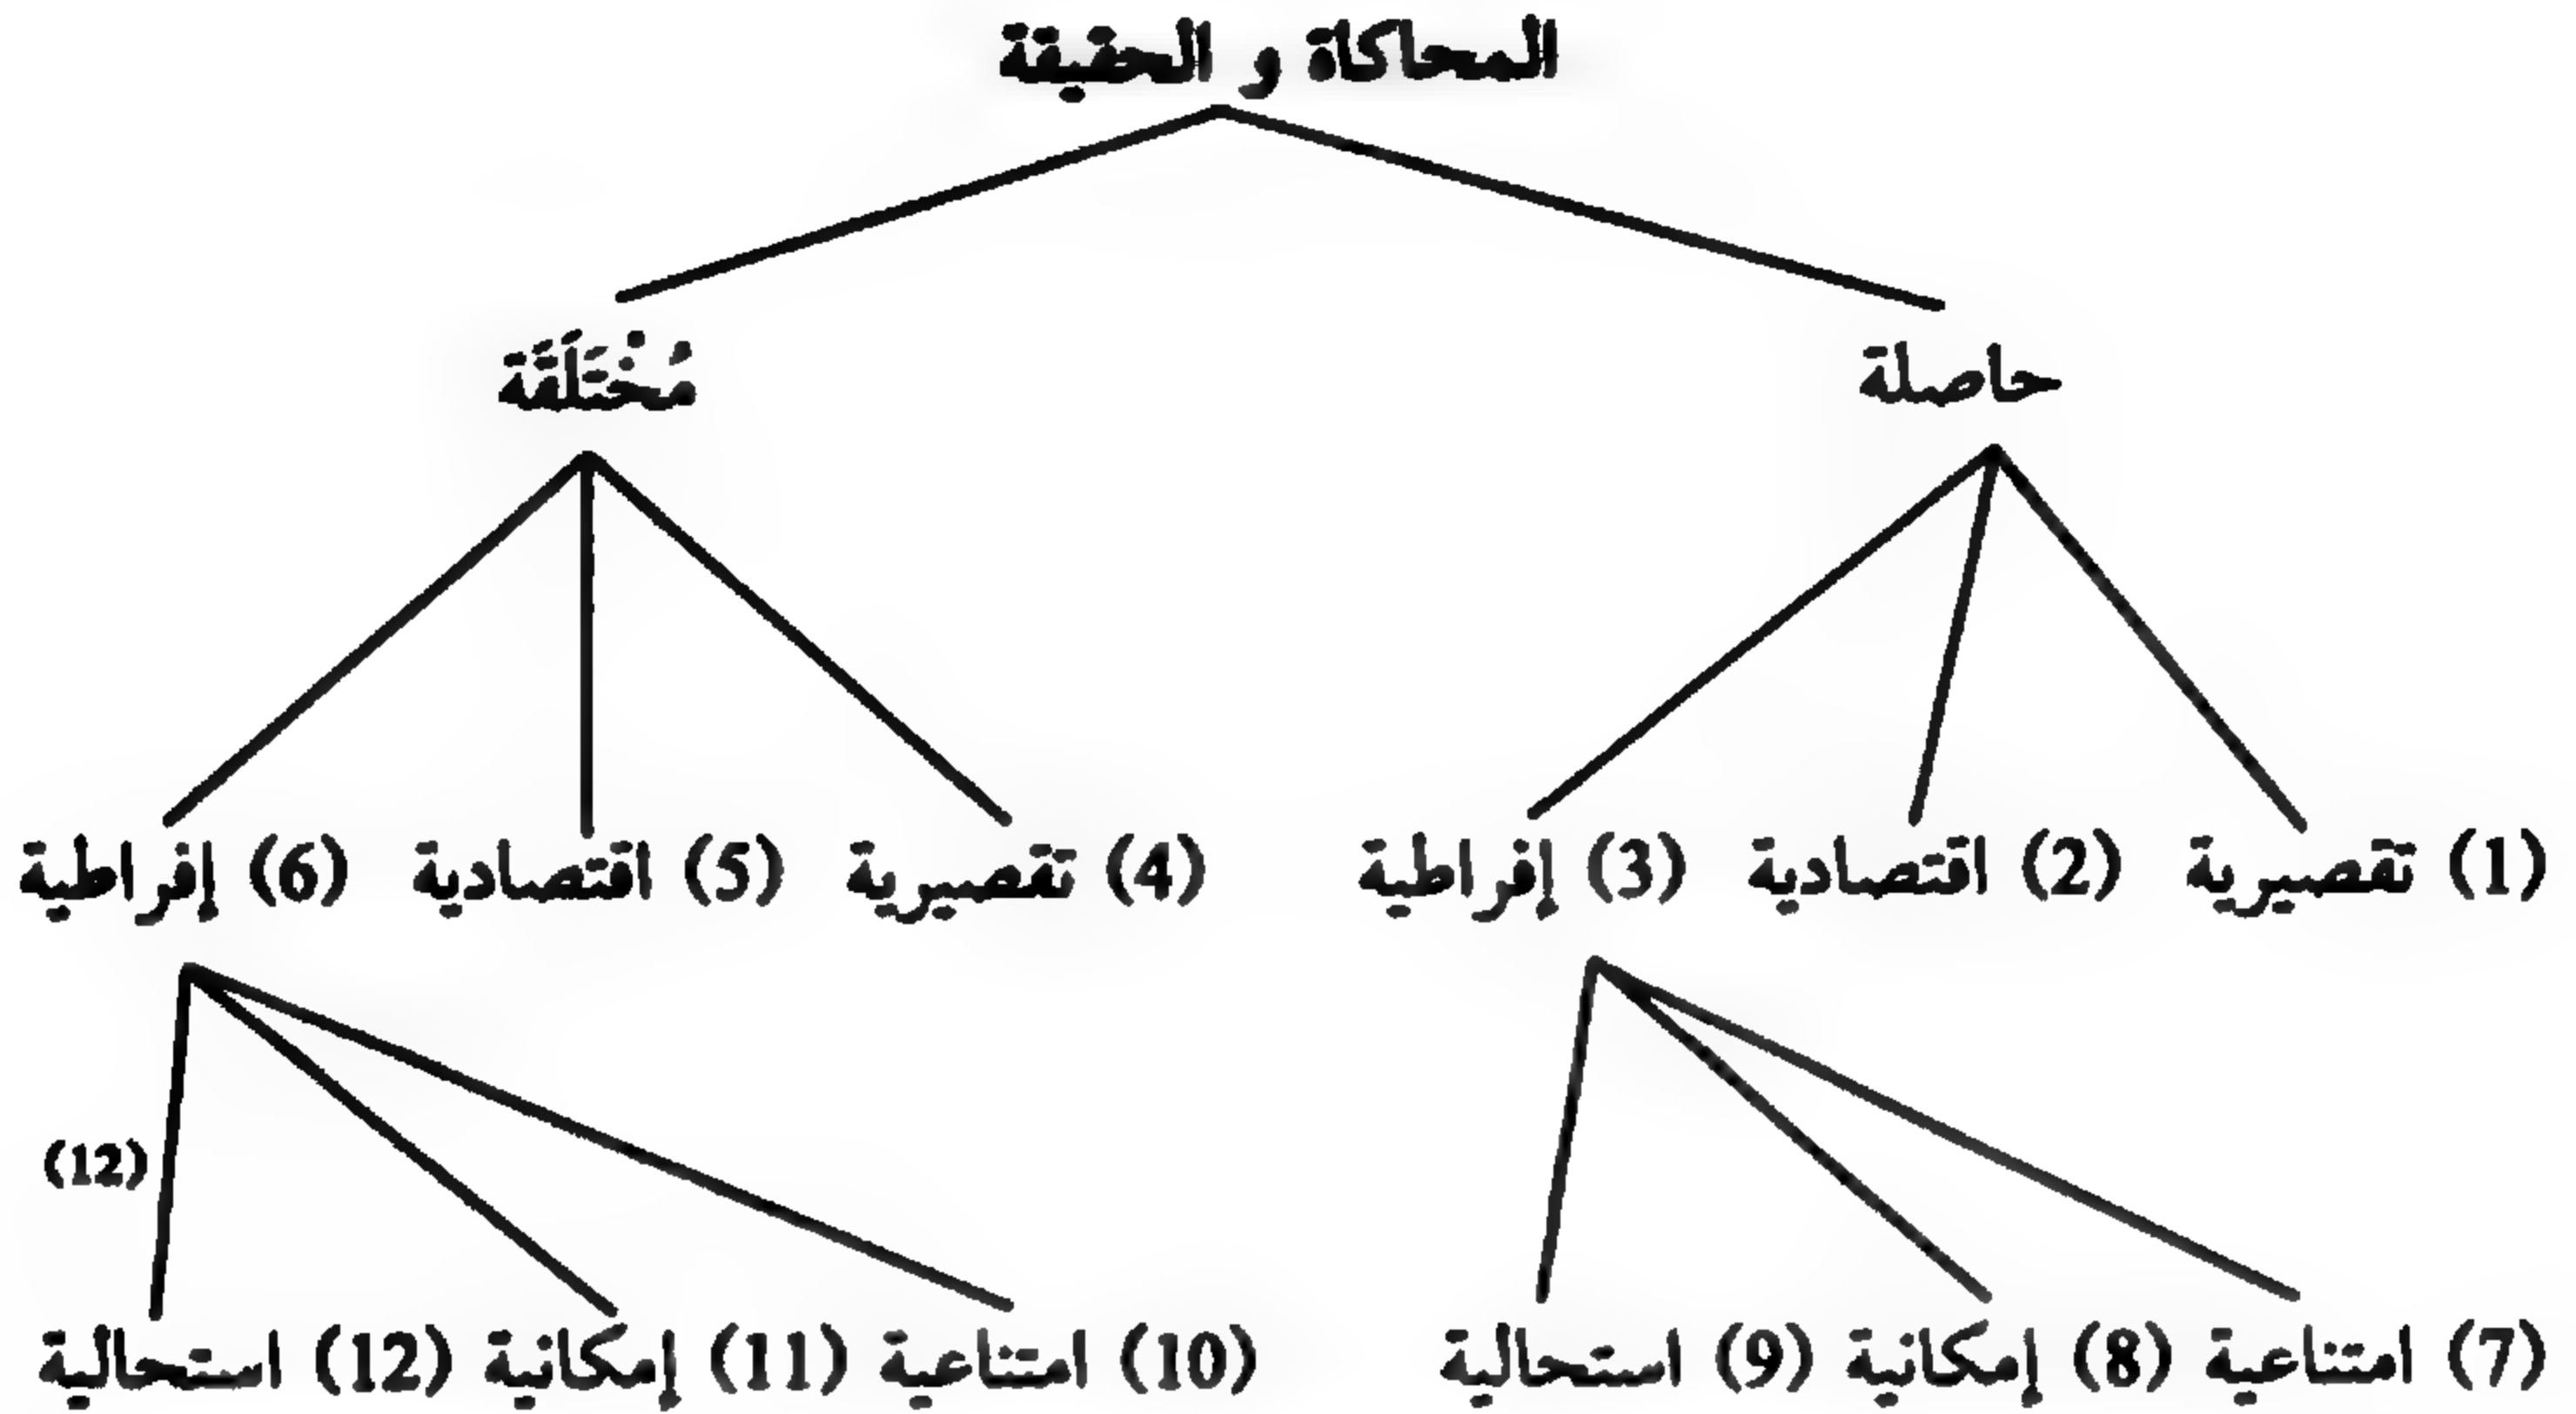 المحاكاة و الحقيقة
حاصلة
مُخْتَلَقَة
(1) تقصيرية (2) اقتصادية (3) إفراطية (4) تقصيرية (5) اقتصادية (6) إفراطية
(12)
(7) امتناعية (8) إمكانية (9) استحالية (10) امتناعية (11) إمكانية (12) استحالية